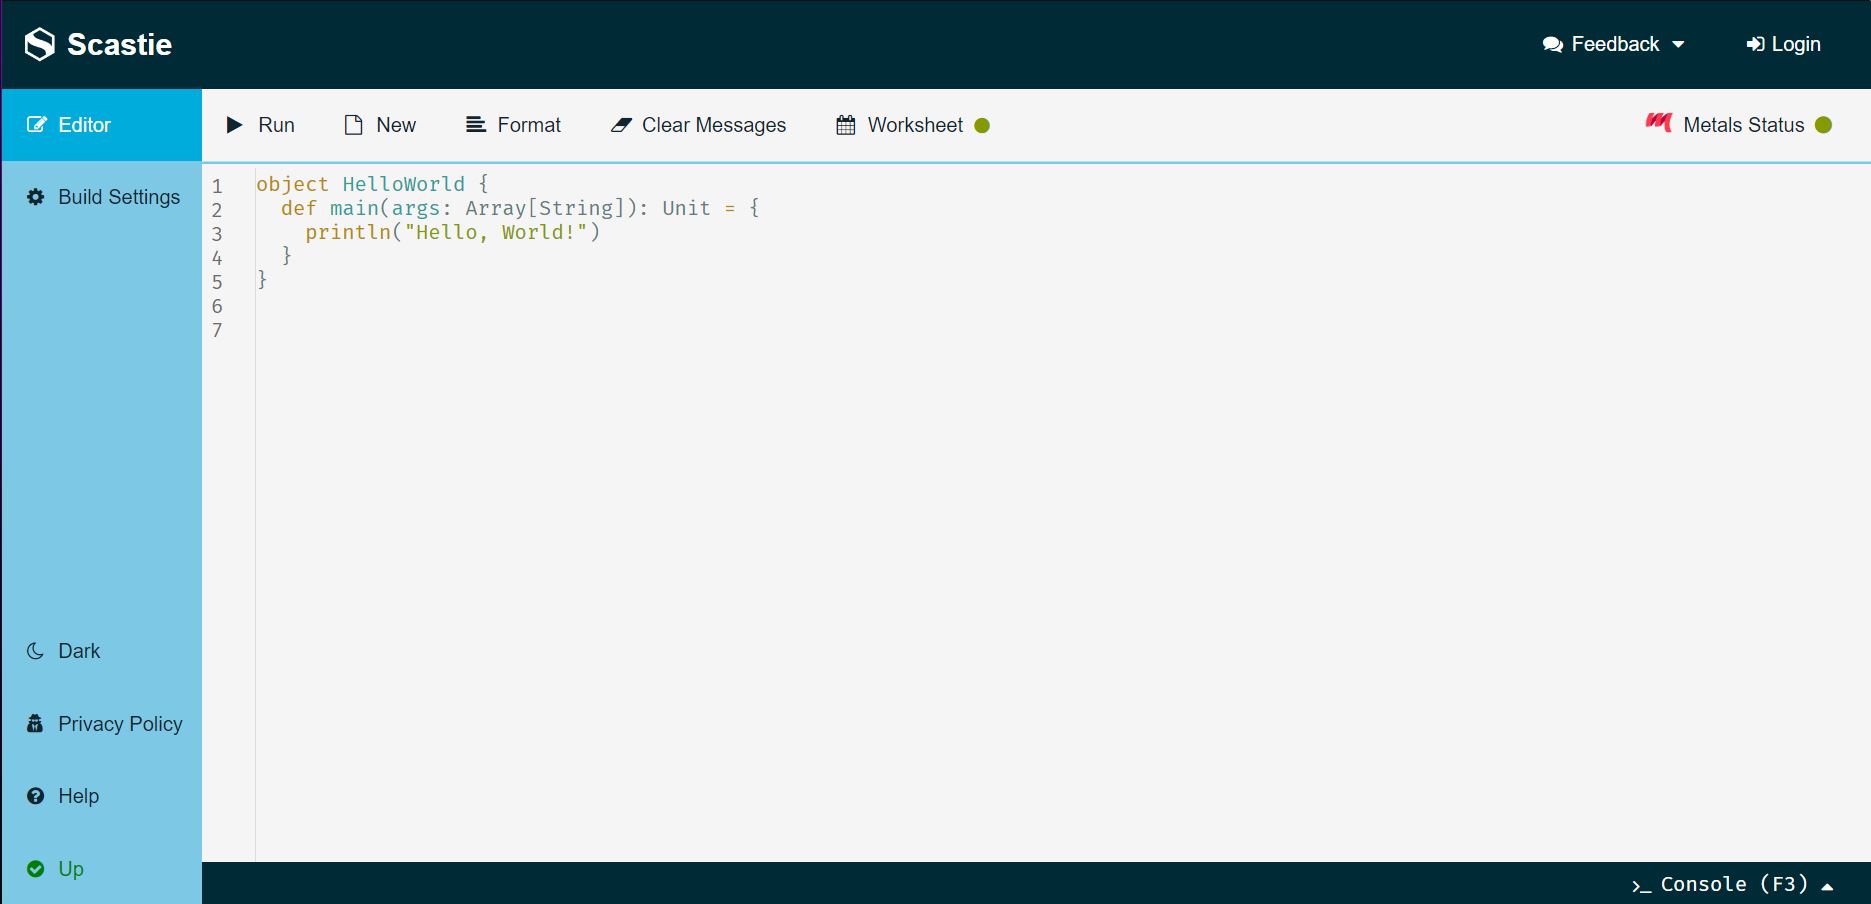 Scastie
Feedback
Login
Editor
Run
New
Format
Clear Messages
Worksheet
Metals Status
Build Settings
1 object HelloWorld {
2   def main(args: Array[String]): Unit = {
3     println("Hello, World!")
4   }
5 }
6
7
Dark
Privacy Policy
Help
Up
>_ Console (F3)